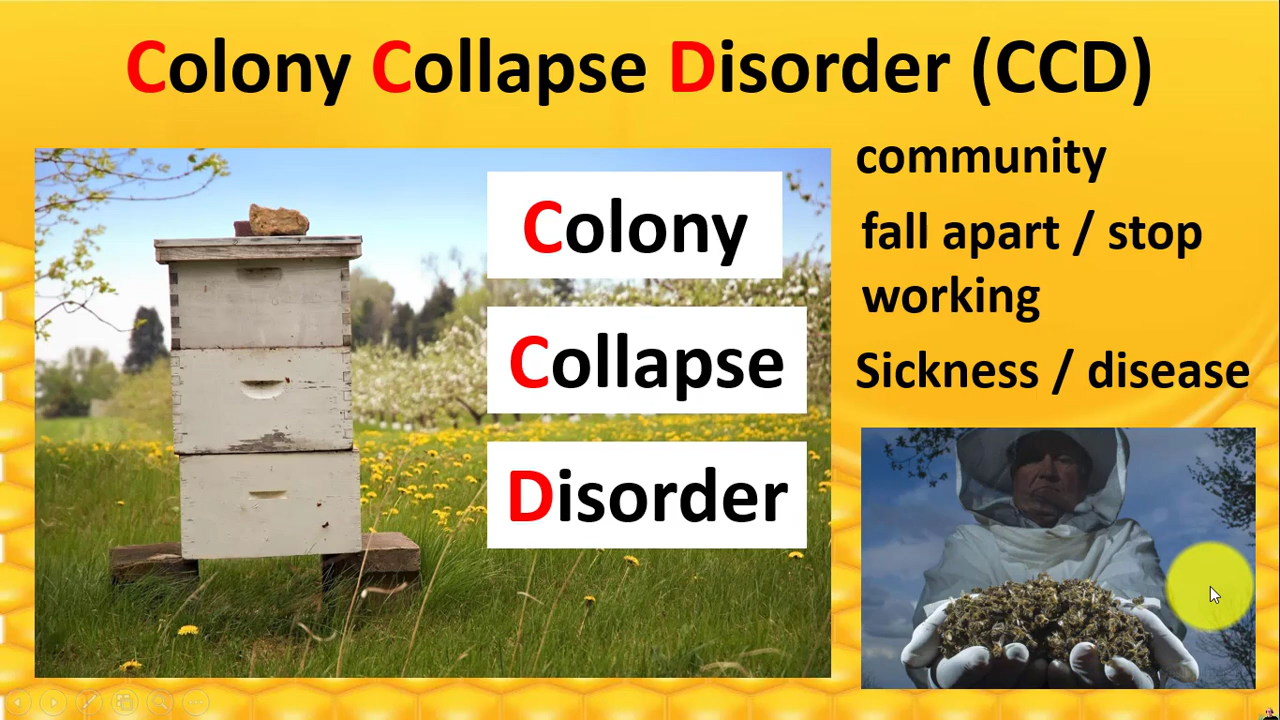 Colony Collapse Disorder (CCD)
Colony
Collapse
Disorder
community
fall apart / stop
working
Sickness / disease